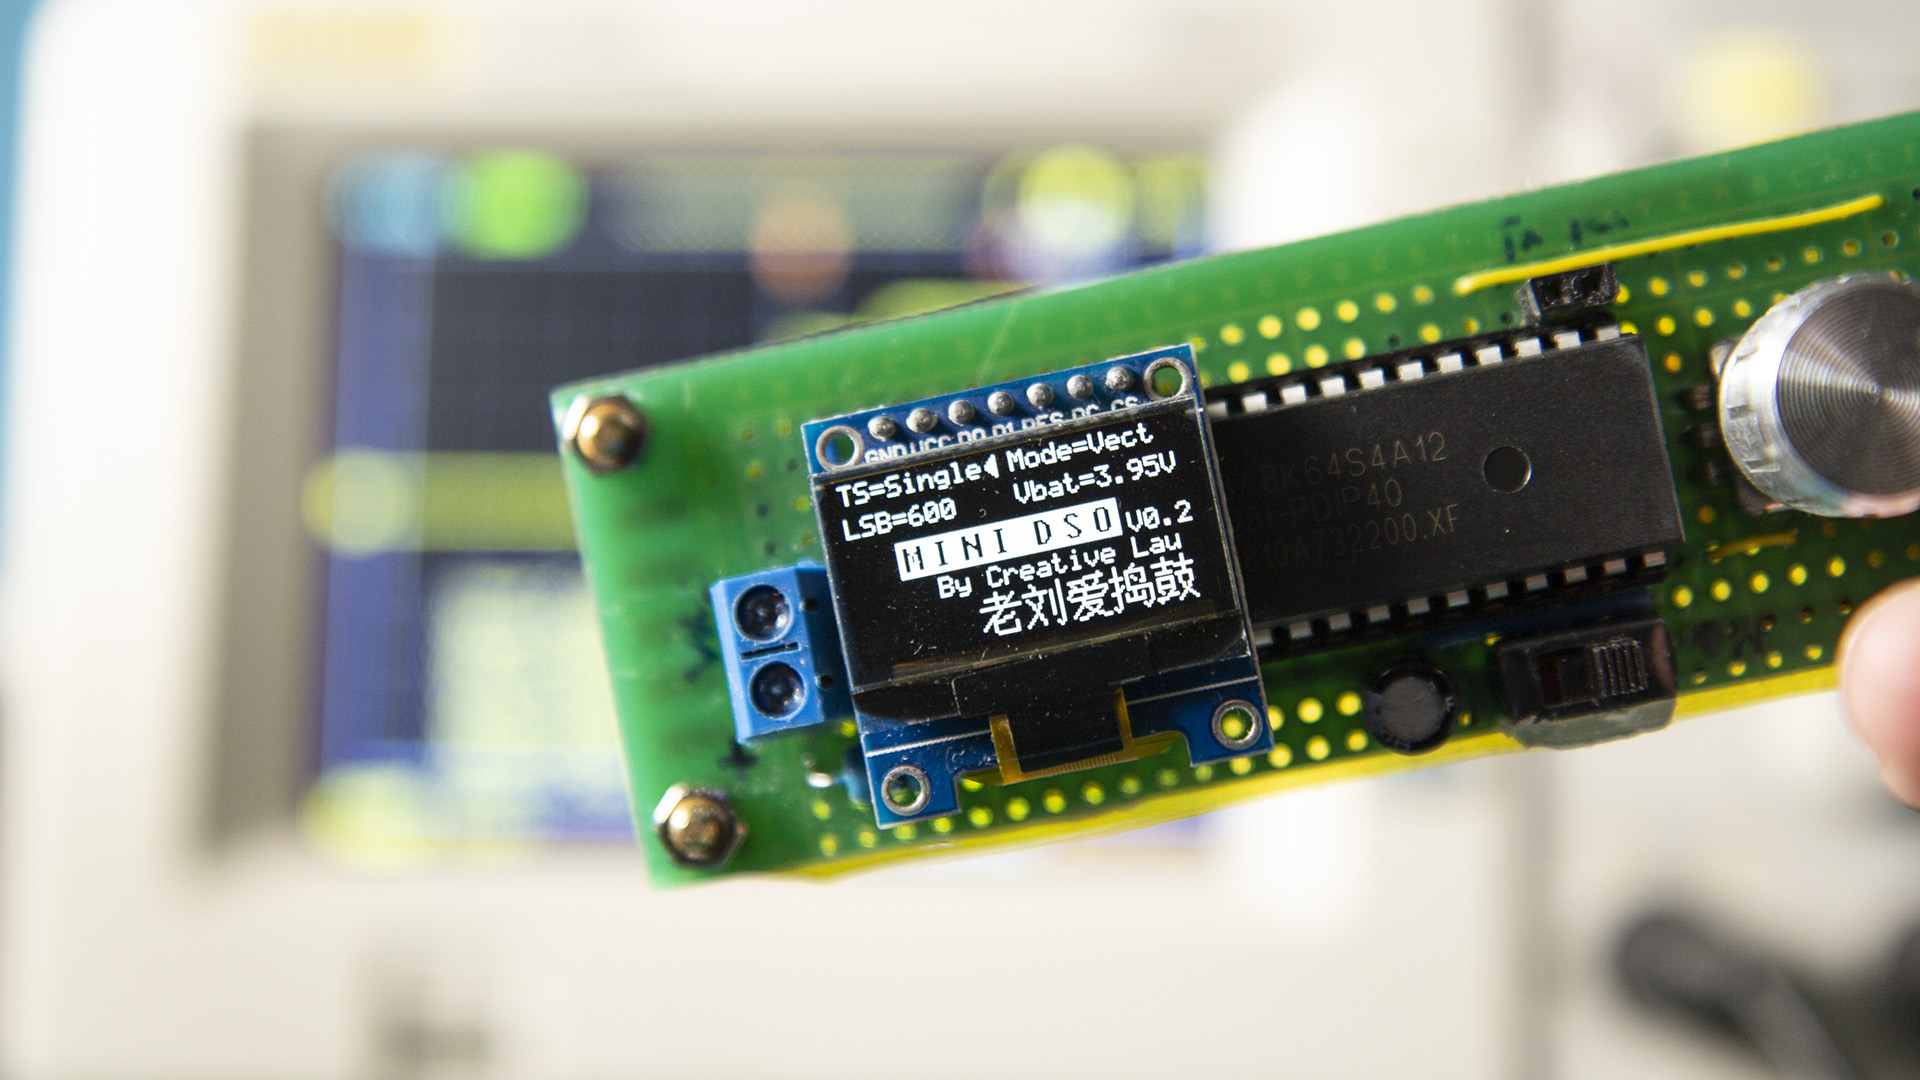 GND VCC D0 D1 RES DC CS
TS=Single Mode=Vect
LSB=600 Vbat=3.95V
MINI DSO V0.2
By Creative Lau
老刘爱捣鼓
8K64S4A12
PDIP40
732200.XF